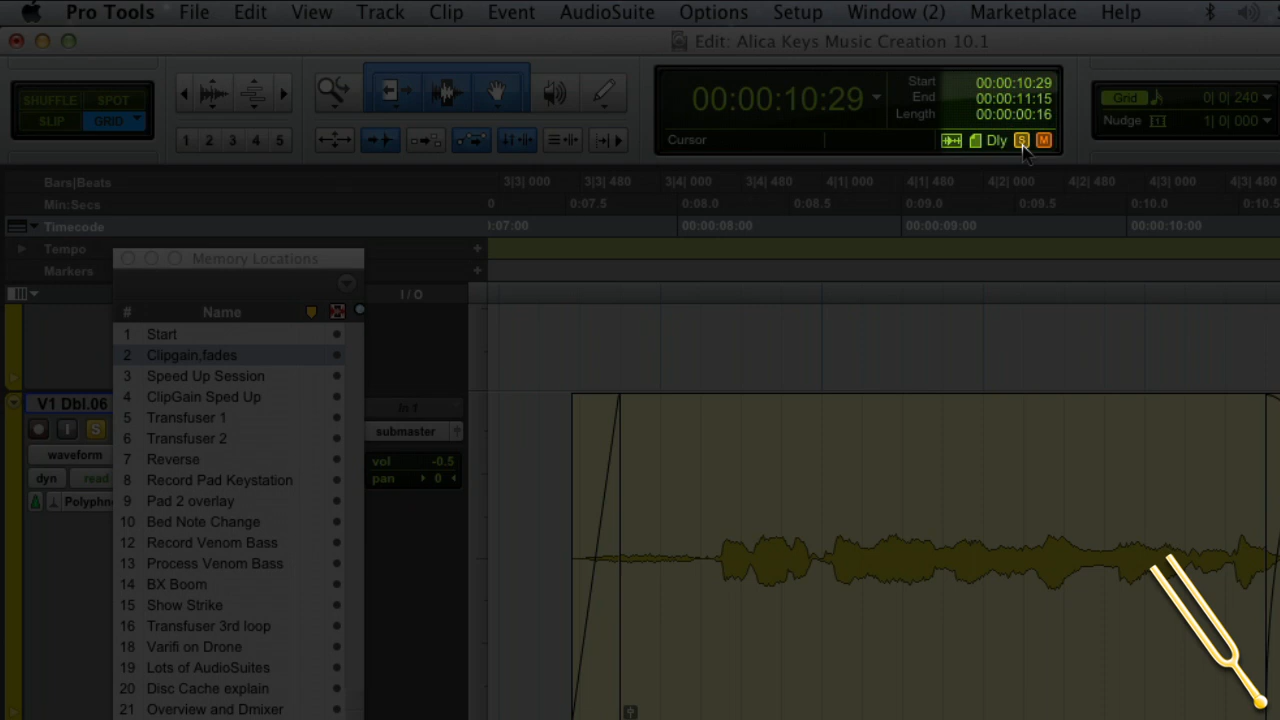 Pro Tools File Edit View Track Clip Event AudioSuite Options Setup Window (2) Marketplace Help
Edit: Alica Keys Music Creation 10.1
SHUFFLE SPOT
SLIP GRID
1 2 3 4 5
00:00:10:29
Start 00:00:10:29
End 00:00:11:15
Length 00:00:00:16
Cursor Dly S M
Grid 0| 0| 240
Nudge 1| 0| 000
Bars|Beats 3|3| 000 3|3| 480 3|4| 000 3|4| 480 4|1| 000 4|1| 480 4|2| 000 4|2| 480 4|3| 000 4|3| 480
Min:Secs 0 0:07.5 0:08.0 0:08.5 0:09.0 0:09.5 0:10.0 0:10.5
Timecode :07:00 00:00:08:00 00:00:09:00 00:00:10:00
Tempo
Markers
Memory Locations
I / O
# Name
1 Start
2 Clipgain,fades
3 Speed Up Session
4 ClipGain Sped Up
5 Transfuser 1
6 Transfuser 2
7 Reverse
8 Record Pad Keystation
9 Pad 2 overlay
10 Bed Note Change
12 Record Venom Bass
13 Process Venom Bass
14 BX Boom
15 Show Strike
16 Transfuser 3rd loop
18 Varifi on Drone
19 Lots of AudioSuites
20 Disc Cache explain
21 Overview and Dmixer
V1 Dbl.06
I S
waveform
dyn read
Polyphn
in 1
submaster
vol -0.5
pan 0